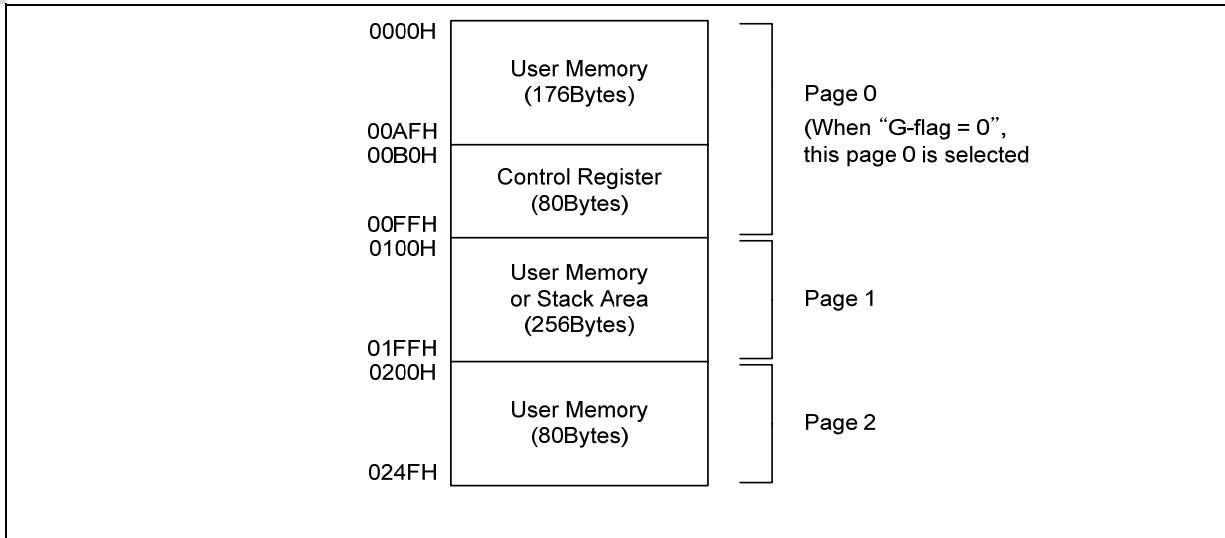 0000H
User Memory
(176Bytes)
00AFH
00B0H
Control Register
(80Bytes)
00FFH
0100H
User Memory
or Stack Area
(256Bytes)
01FFH
0200H
User Memory
(80Bytes)
024FH
Page 0
(When “G-flag = 0”,
this page 0 is selected
Page 1
Page 2